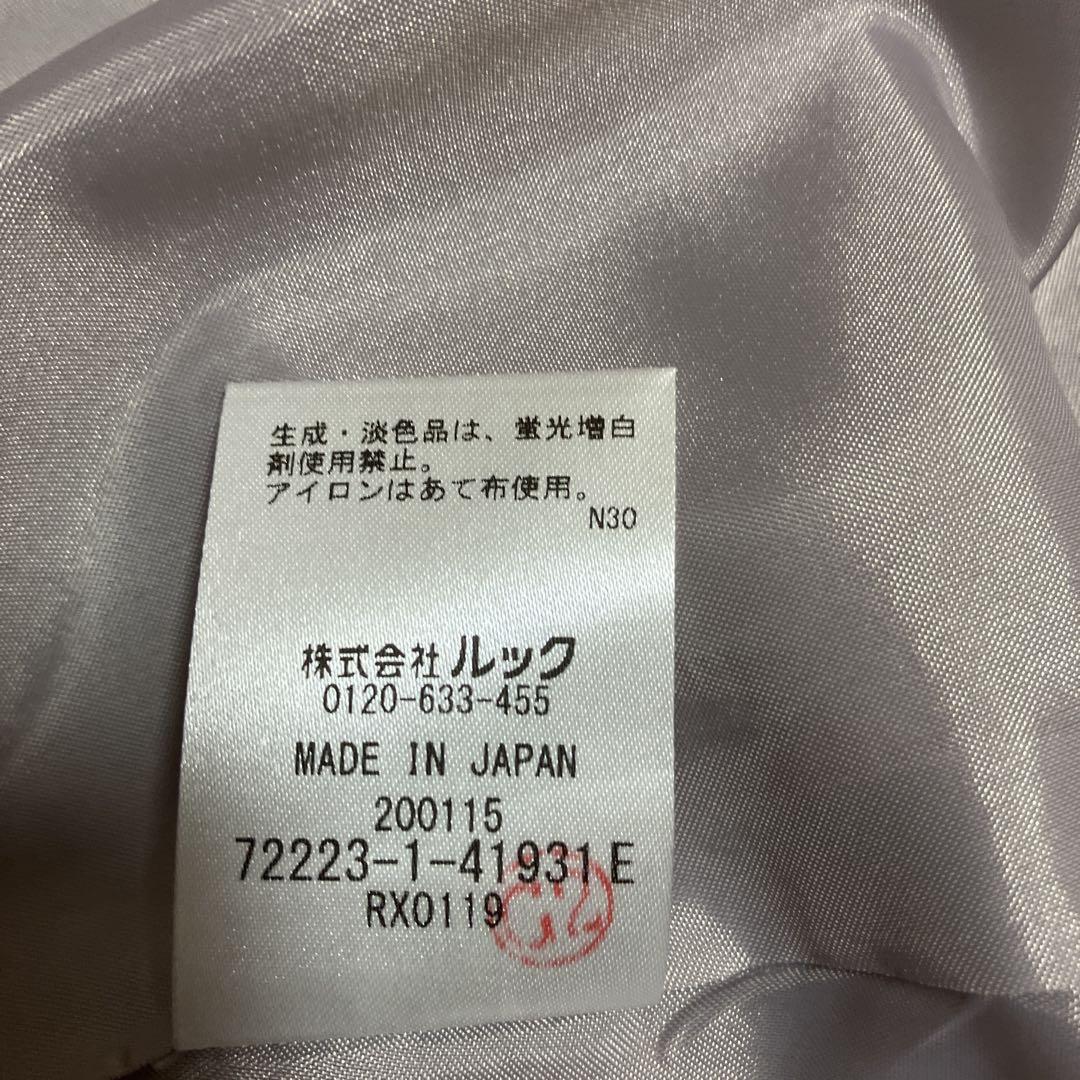 生成・淡色品は、蛍光増白
剤使用禁止。
アイロンはあて布使用。
N30
株式会社ルック
0120-633-455
MADE IN JAPAN
200115
72223-1-41931E
RX0119